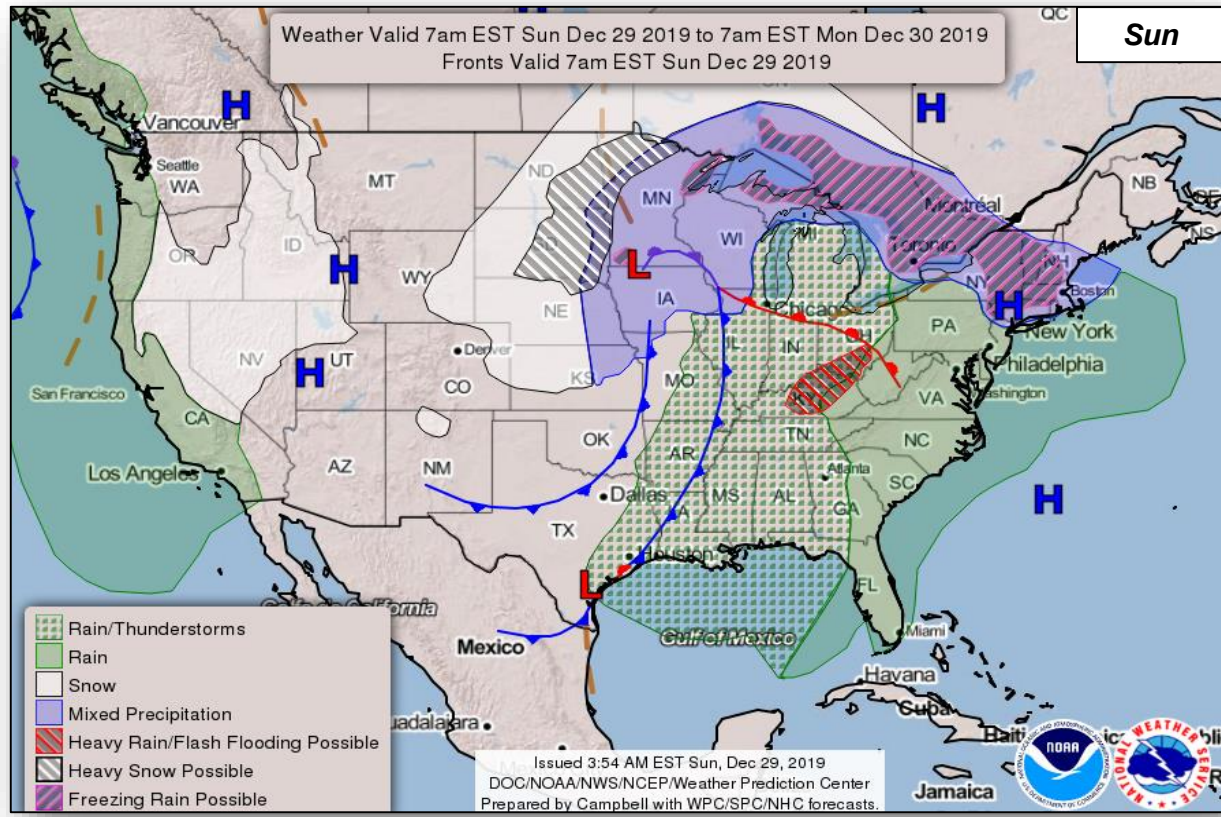 Weather Valid 7am EST Sun Dec 29 2019 to 7am EST Mon Dec 30 2019
Fronts Valid 7am EST Sun Dec 29 2019
Sun
QC
H
H
Vancouver
Seattle
WA
MT
ND
MN
Montréal
NB
NS
OR
ID
H
WY
SD
L
WI
MI
Toronto
NH
NY
Boston
H
New York
NE
IA
Chicago
PA
Philadelphia
NV
UT
H
Denver
CO
KS
MO
IL
IN
OH
KY
VA
San Francisco
CA
Los Angeles
AZ
NM
OK
AR
TN
NC
SC
Atlanta
H
Dallas
TX
LA
MS
AL
GA
Houston
L
FL
Golfo de California
Gulf of Mexico
Mexico
Miami
Havana
Cuba
Jamaica
Rain/Thunderstorms
Rain
Snow
Mixed Precipitation
Heavy Rain/Flash Flooding Possible
Heavy Snow Possible
Freezing Rain Possible
Issued 3:54 AM EST Sun, Dec 29, 2019
DOC/NOAA/NWS/NCEP/Weather Prediction Center
Prepared by Campbell with WPC/SPC/NHC forecasts.
NOAA
NATIONAL WEATHER SERVICE